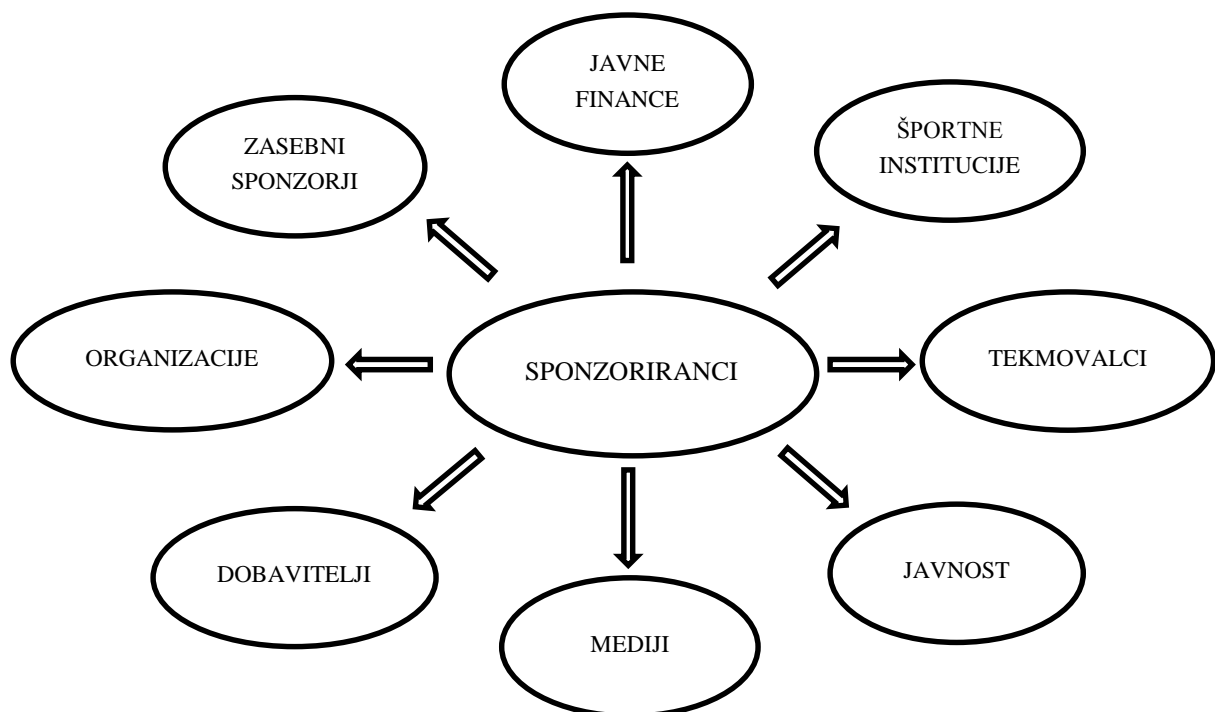 JAVNE
FINANCE
ZASEBNI
SPONZORJI
ŠPORTNE
INSTITUCIJE
ORGANIZACIJE
SPONZORIRANCI
TEKMOVALCI
DOBAVITELJI
JAVNOST
MEDIJI